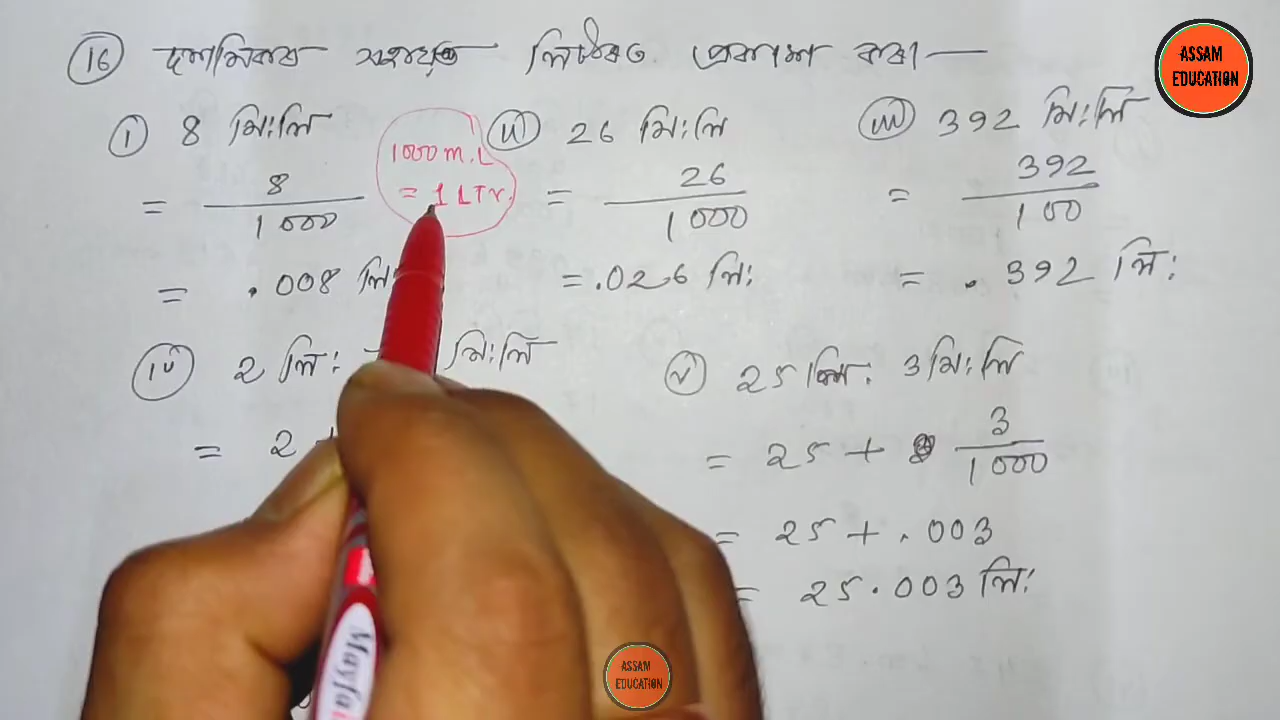 16 দশমিকৰ সহায়ত লিটাৰত প্ৰকাশ কৰা—
ASSAM
EDUCATION
i 8 মি:লি
= 8/1000
= .008 লি
1000 M.L
= 1 LTr.
ii 26 মি:লি
= 26/1000
= .026 লি:
iii 392 মি:লি
= 392/100
= .392 লি:
iv 2 লি: মি:লি
= 2 +
v 25 লি: 3 মি:লি
= 25 + 3/1000
= 25 + .003
= 25.003 লি:
ASSAM
EDUCATION